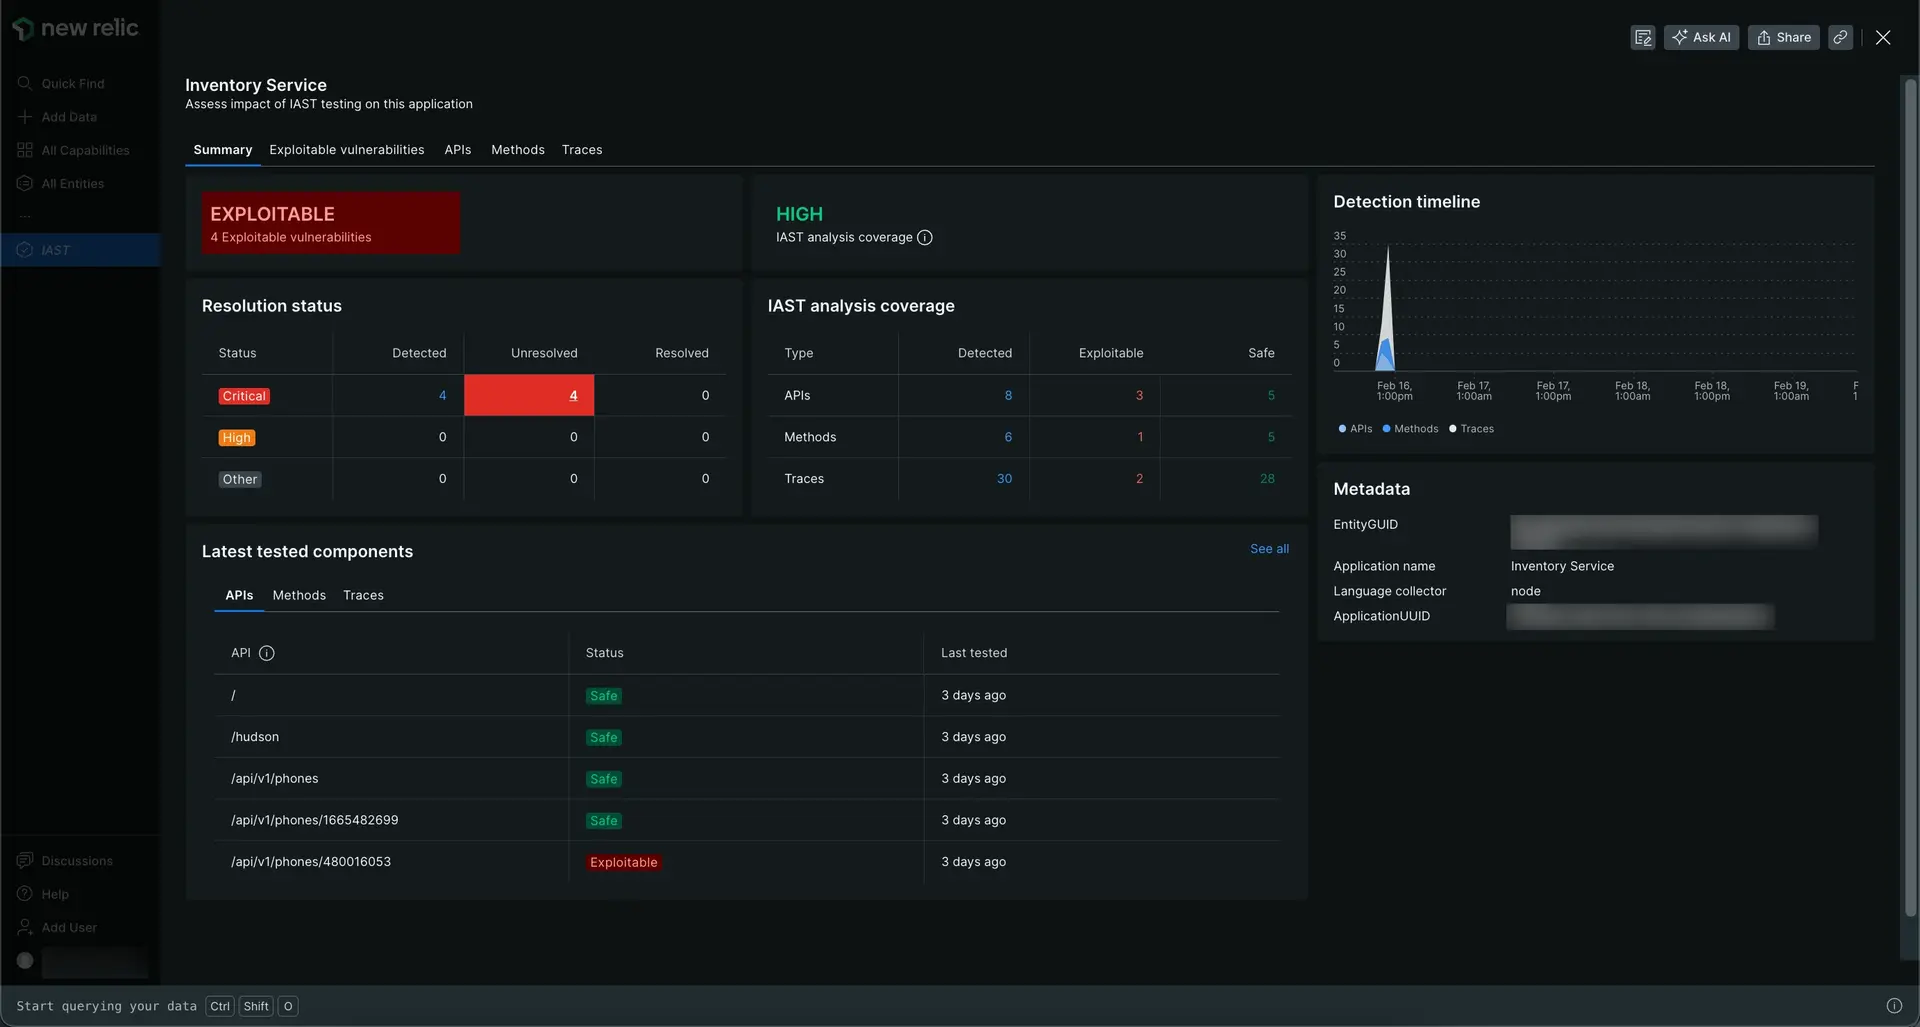 new relic
Ask AI
Share
Quick Find
Add Data
All Capabilities
All Entities
...
IAST
Discussions
Help
Add User
Inventory Service
Assess impact of IAST testing on this application
Summary Exploitable vulnerabilities APIs Methods Traces
EXPLOITABLE
4 Exploitable vulnerabilities
HIGH
IAST analysis coverage
Resolution status
Status Detected Unresolved Resolved
Critical 4 4 0
High 0 0 0
Other 0 0 0
IAST analysis coverage
Type Detected Exploitable Safe
APIs 8 3 5
Methods 6 1 5
Traces 30 2 28
Latest tested components
See all
APIs Methods Traces
API Status Last tested
/ Safe 3 days ago
/hudson Safe 3 days ago
/api/v1/phones Safe 3 days ago
/api/v1/phones/1665482699 Safe 3 days ago
/api/v1/phones/480016053 Exploitable 3 days ago
Detection timeline
35
30
25
20
15
10
5
0
Feb 16, Feb 17, Feb 17, Feb 18, Feb 18, Feb 19, F
1:00pm 1:00am 1:00pm 1:00am 1:00pm 1:00am 1
APIs Methods Traces
Metadata
EntityGUID
Application name Inventory Service
Language collector node
ApplicationUUID
Start querying your data Ctrl Shift O